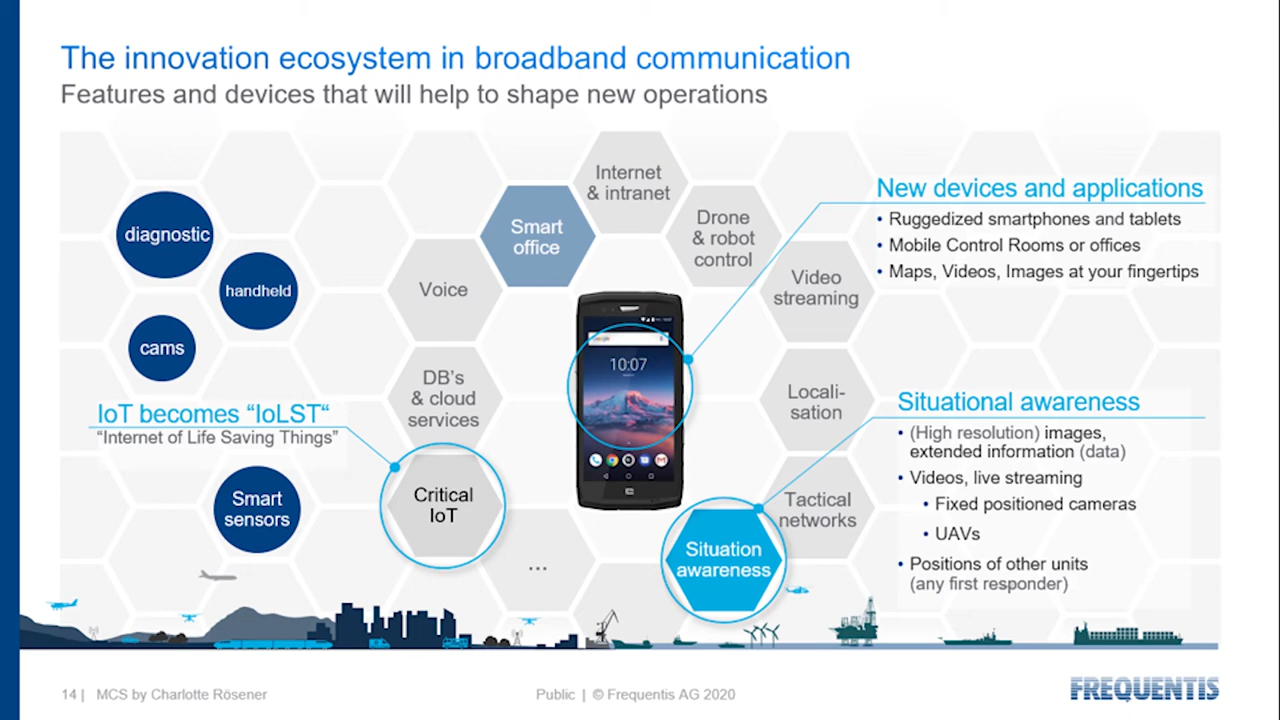 The innovation ecosystem in broadband communication
Features and devices that will help to shape new operations
diagnostic
handheld
cams
IoT becomes “IoLST“
“Internet of Life Saving Things”
Smart
sensors
Internet
& intranet
Smart
office
Drone
& robot
control
Voice
Video
streaming
DB’s
& cloud
services
Locali-
sation
Critical
IoT
Tactical
networks
...
Situation
awareness
10:07
New devices and applications
• Ruggedized smartphones and tablets
• Mobile Control Rooms or offices
• Maps, Videos, Images at your fingertips
Situational awareness
• (High resolution) images,
extended information (data)
• Videos, live streaming
• Fixed positioned cameras
• UAVs
• Positions of other units
(any first responder)
14 | MCS by Charlotte Rösener
Public | © Frequentis AG 2020
FREQUENTIS